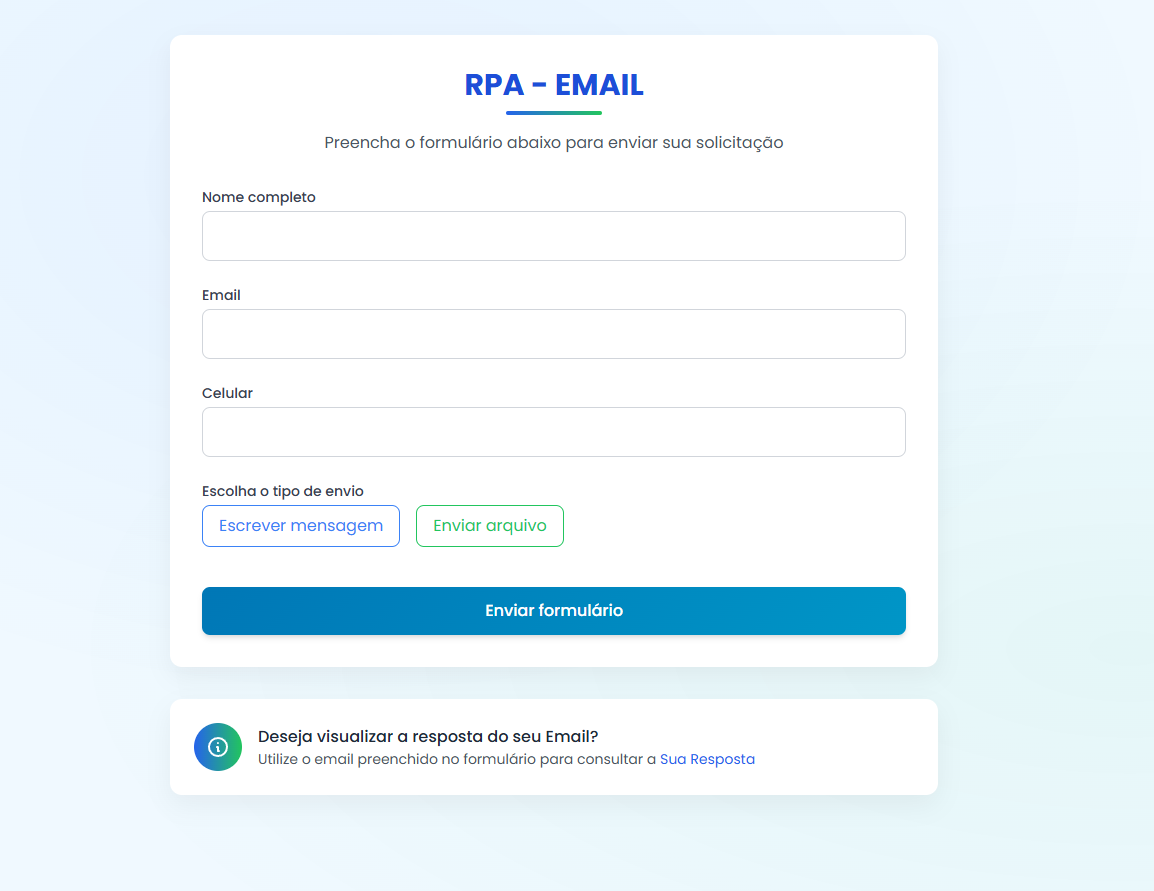 RPA - EMAIL
Preencha o formulário abaixo para enviar sua solicitação
Nome completo
Email
Celular
Escolha o tipo de envio
Escrever mensagem Enviar arquivo
Enviar formulário
Deseja visualizar a resposta do seu Email?
Utilize o email preenchido no formulário para consultar a Sua Resposta